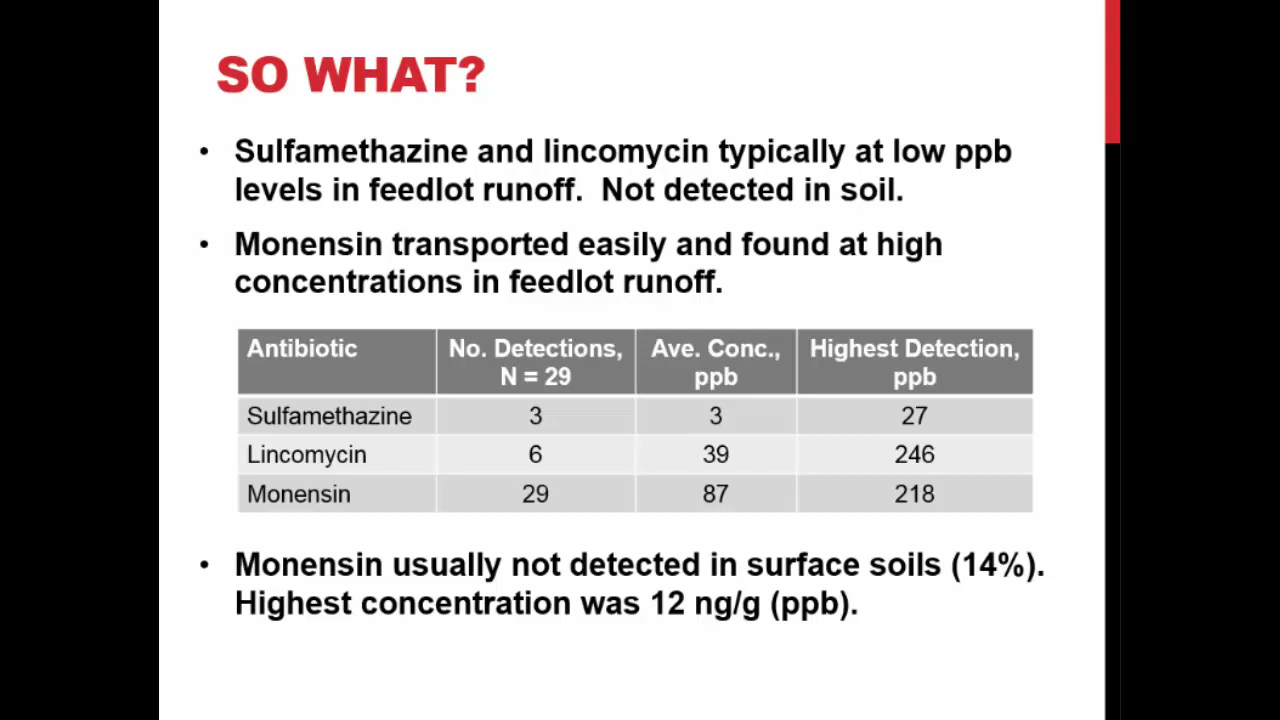 SO WHAT?
• Sulfamethazine and lincomycin typically at low ppb
levels in feedlot runoff. Not detected in soil.
• Monensin transported easily and found at high
concentrations in feedlot runoff.
Antibiotic No. Detections, N = 29 Ave. Conc., ppb Highest Detection, ppb
Sulfamethazine 3 3 27
Lincomycin 6 39 246
Monensin 29 87 218
• Monensin usually not detected in surface soils (14%).
Highest concentration was 12 ng/g (ppb).